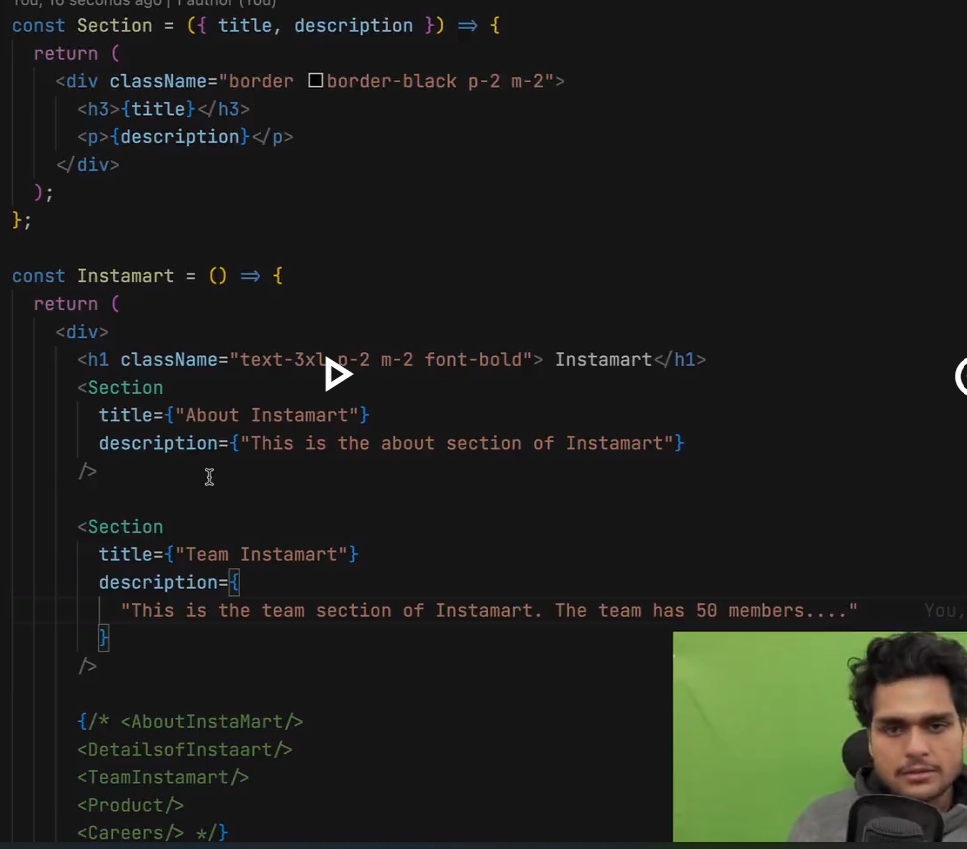 You, 16 seconds ago | 1 author (You)
const Section = ({ title, description }) => {
return (
<div className="border border-black p-2 m-2">
<h3>{title}</h3>
<p>{description}</p>
</div>
);
};
const Instamart = () => {
return (
<div>
<h1 className="text-3xl p-2 m-2 font-bold"> Instamart</h1>
<Section
title={"About Instamart"}
description={"This is the about section of Instamart"}
/>
<Section
title={"Team Instamart"}
description={
"This is the team section of Instamart. The team has 50 members...." You,
}
/>
{/* <AboutInstaMart/>
<DetailsofInstaart/>
<TeamInstamart/>
<Product/>
<Careers/> */}